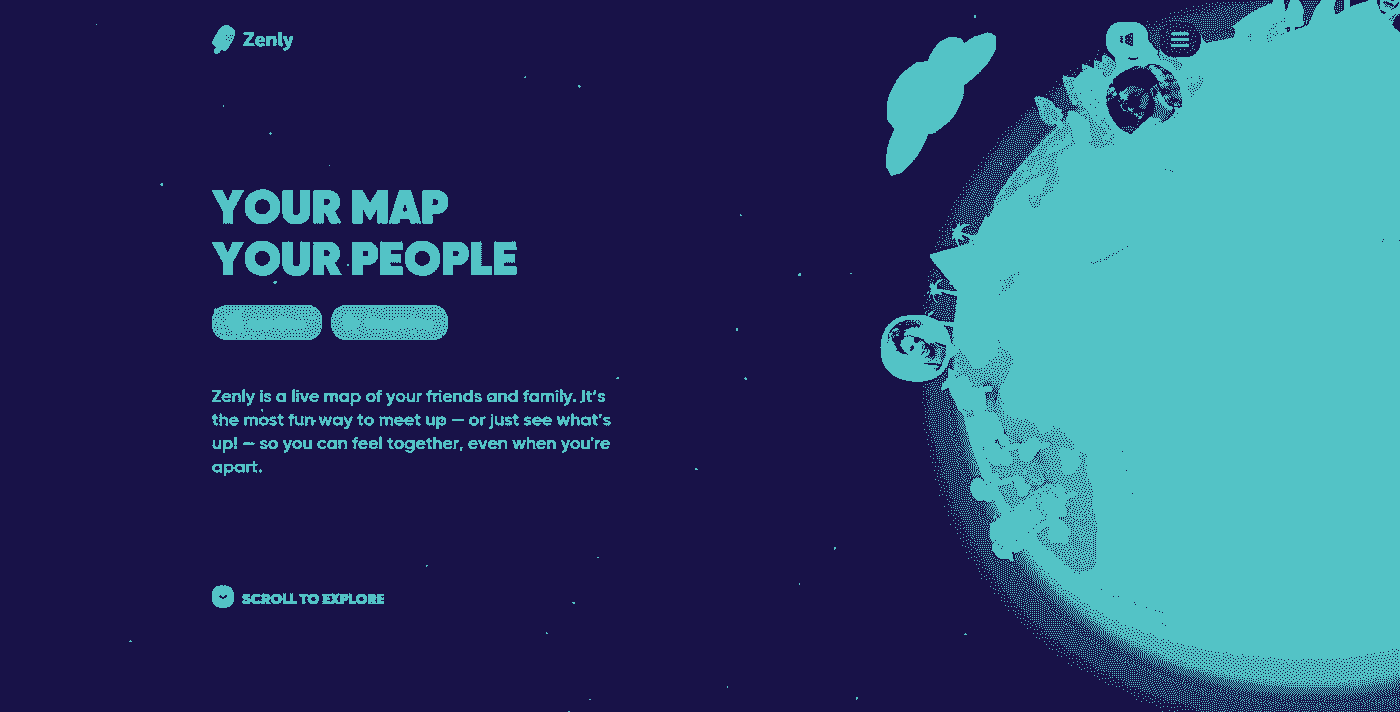 Zenly
YOUR MAP
YOUR PEOPLE
Zenly is a live map of your friends and family. It's
the most fun way to meet up — or just see what's
up! — so you can feel together, even when you're
apart.
SCROLL TO EXPLORE